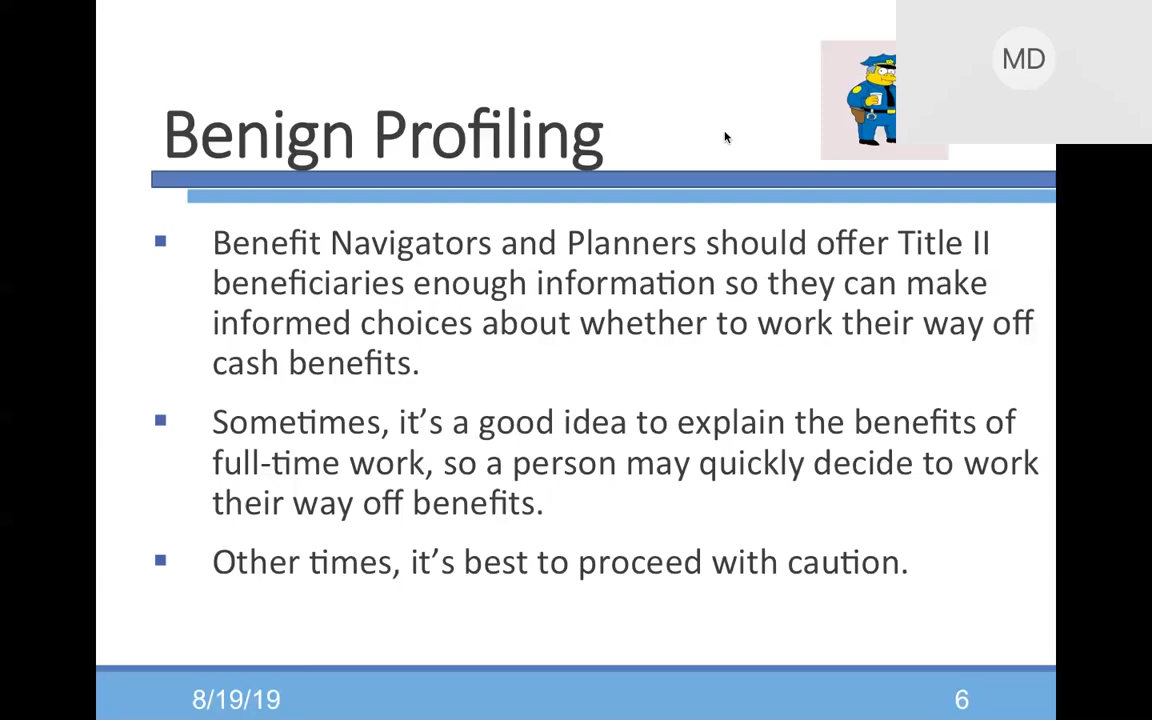 MD
Benign Profiling
Benefit Navigators and Planners should offer Title II
beneficiaries enough information so they can make
informed choices about whether to work their way off
cash benefits.
Sometimes, it’s a good idea to explain the benefits of
full-time work, so a person may quickly decide to work
their way off benefits.
Other times, it’s best to proceed with caution.
8/19/19
6